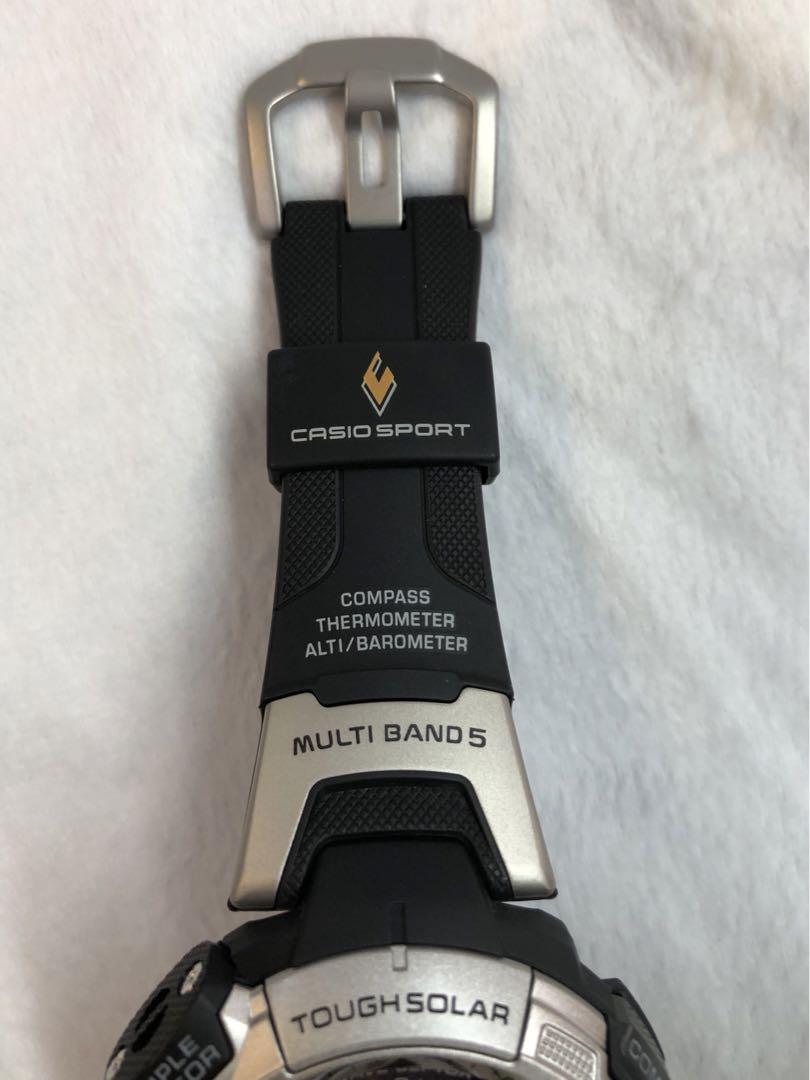 CASIO SPORT
COMPASS
THERMOMETER
ALTI/BAROMETER
MULTI BAND 5
TOUGH SOLAR